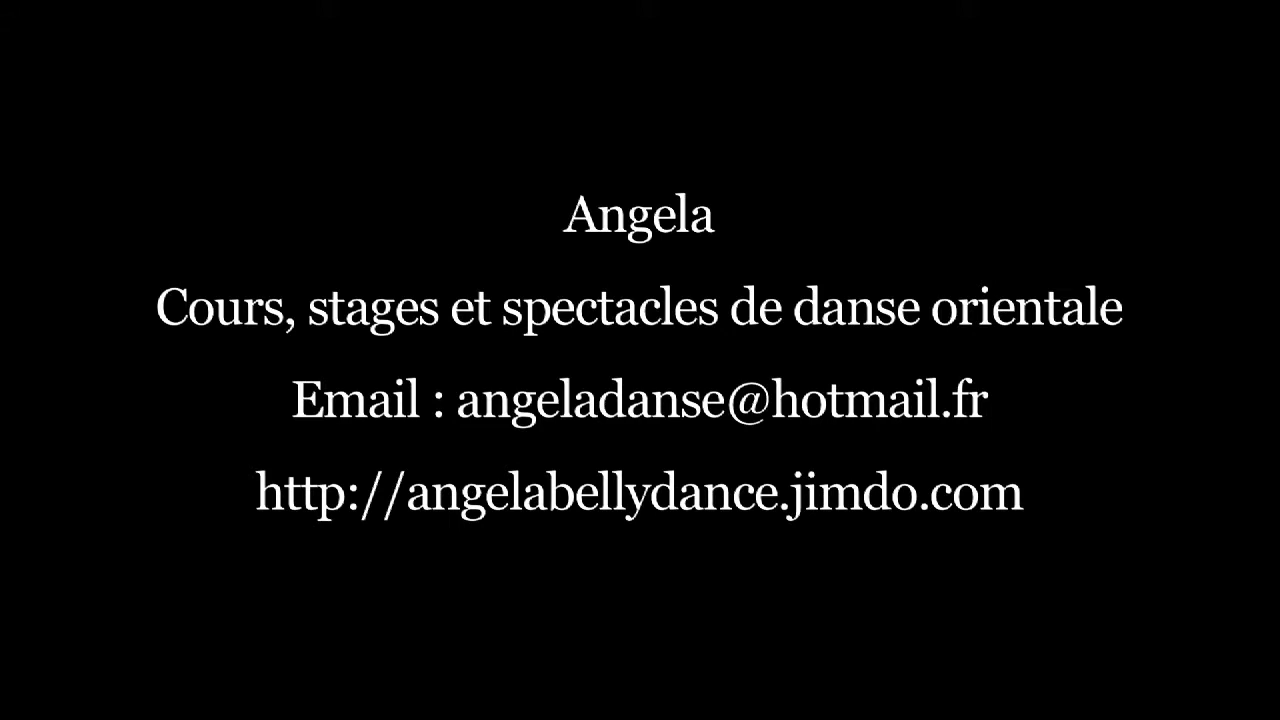 Angela
Cours, stages et spectacles de danse orientale
Email : angeladanse@hotmail.fr
http://angelabellydance.jimdo.com